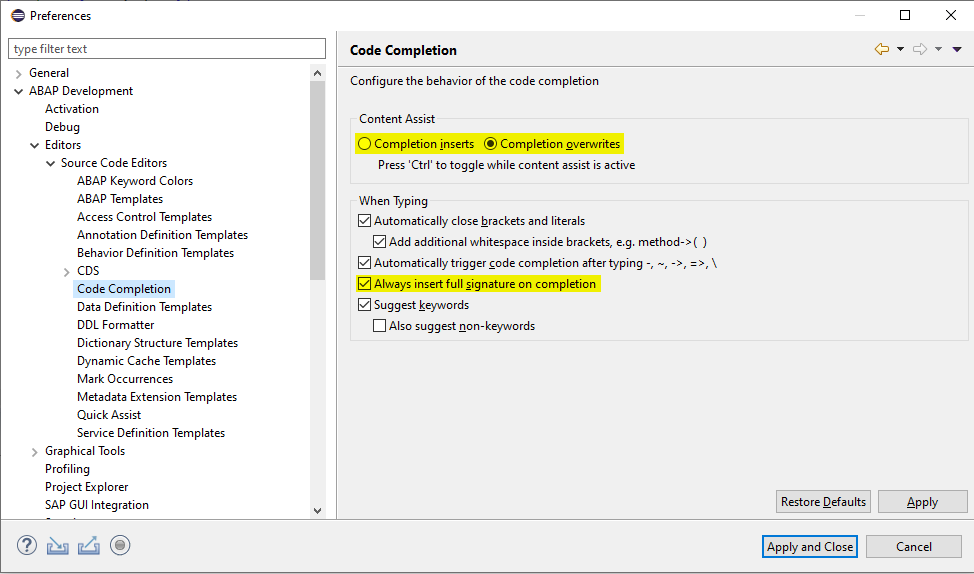 Preferences
type filter text
General
ABAP Development
Activation
Debug
Editors
Source Code Editors
ABAP Keyword Colors
ABAP Templates
Access Control Templates
Annotation Definition Templates
Behavior Definition Templates
CDS
Code Completion
Data Definition Templates
DDL Formatter
Dictionary Structure Templates
Dynamic Cache Templates
Mark Occurrences
Metadata Extension Templates
Quick Assist
Service Definition Templates
Graphical Tools
Profiling
Project Explorer
SAP GUI Integration
Code Completion
Configure the behavior of the code completion
Content Assist
Completion inserts Completion overwrites
Press 'Ctrl' to toggle while content assist is active
When Typing
Automatically close brackets and literals
Add additional whitespace inside brackets, e.g. method->( )
Automatically trigger code completion after typing -, ~, ->, =>, \
Always insert full signature on completion
Suggest keywords
Also suggest non-keywords
Restore Defaults Apply
? Apply and Close Cancel